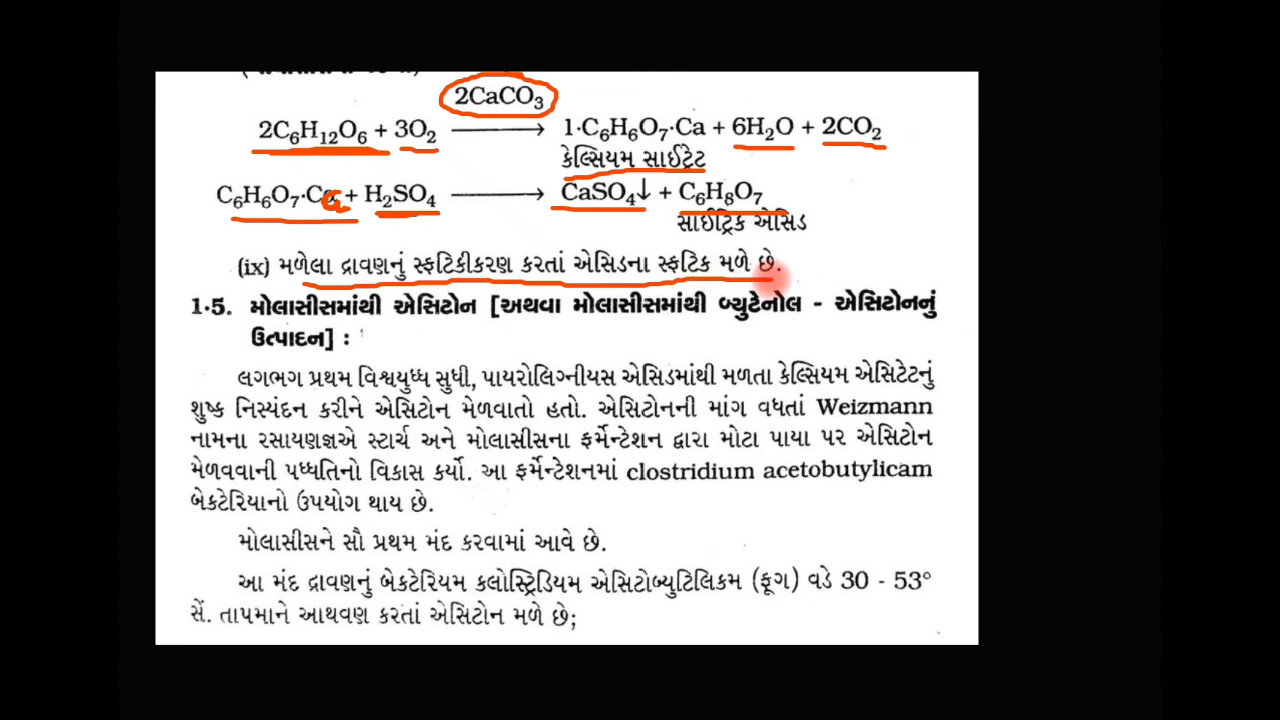 2CaCO₃
2C₆H₁₂O₆ + 3O₂ ⟶ 1·C₆H₆O₇·Ca + 6H₂O + 2CO₂
કેલ્સિયમ સાઈટ્રેટ
C₆H₆O₇·Ca + H₂SO₄ ⟶ CaSO₄↓ + C₆H₈O₇
સાઈટ્રિક એસિડ
(ix) મળેલા દ્રાવણનું સ્ફટિકીકરણ કરતાં એસિડના સ્ફટિક મળે છે.
1·5. મોલાસીસમાંથી એસિટોન [અથવા મોલાસીસમાંથી બ્યુટેનોલ - એસિટોનનું
ઉત્પાદન] :
લગભગ પ્રથમ વિશ્વયુધ્ધ સુધી, પાયરોલિગ્નીયસ એસિડમાંથી મળતા કેલ્સિયમ એસિટેટનું
શુષ્ક નિસ્યંદન કરીને એસિટોન મેળવાતો હતો. એસિટોનની માંગ વધતાં Weizmann
નામના રસાયણજ્ઞએ સ્ટાર્ચ અને મોલાસીસના ફર્મેન્ટેશન દ્વારા મોટા પાયા પર એસિટોન
મેળવવાની પધ્ધતિનો વિકાસ કર્યો. આ ફર્મેન્ટેશનમાં clostridium acetobutylicam
બેકટેરિયાનો ઉપયોગ થાય છે.
મોલાસીસને સૌ પ્રથમ મંદ કરવામાં આવે છે.
આ મંદ દ્રાવણનું બેકટેરિયમ કલોસ્ટ્રિડિયમ એસિટોબ્યુટિલિકમ (ફૂગ) વડે 30 - 53°
સેં. તાપમાને આથવણ કરતાં એસિટોન મળે છે;